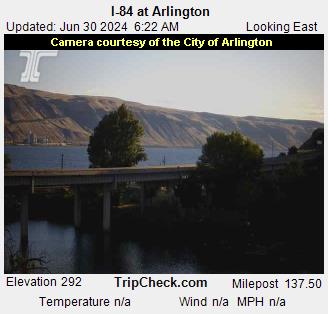 I-84 at Arlington
Updated: Jun 30 2024 6:22 AM Looking East
Camera courtesy of the City of Arlington
Elevation 292 TripCheck.com Milepost 137.50
Temperature n/a Wind n/a MPH n/a